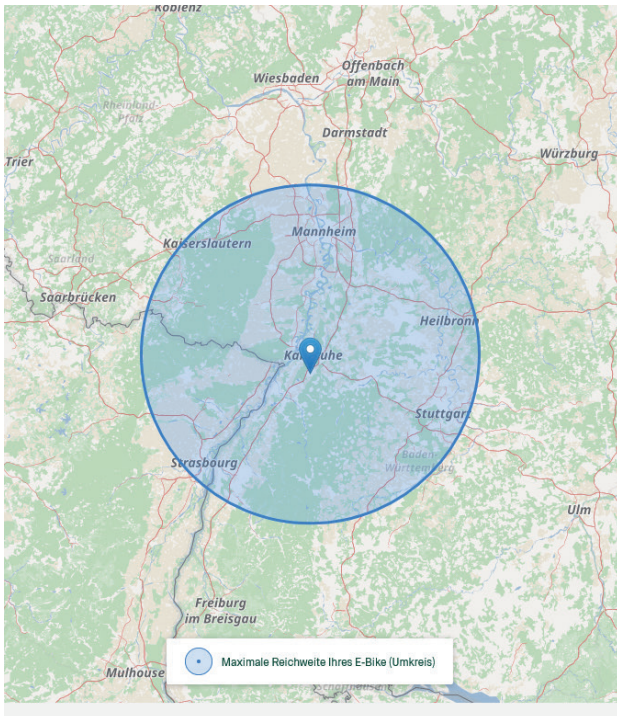 Koblenz
Offenbach
am Main
Wiesbaden
Rheinland-
Pfalz
Darmstadt
Trier
Würzburg
Mannheim
Kaiserslautern
Saarland
Saarbrücken
Heilbronn
Stuttgart
Baden-
Württemberg
Strasbourg
Ulm
Freiburg
im Breisgau
Maximale Reichweite Ihres E-Bike (Umkreis)
Mulhouse